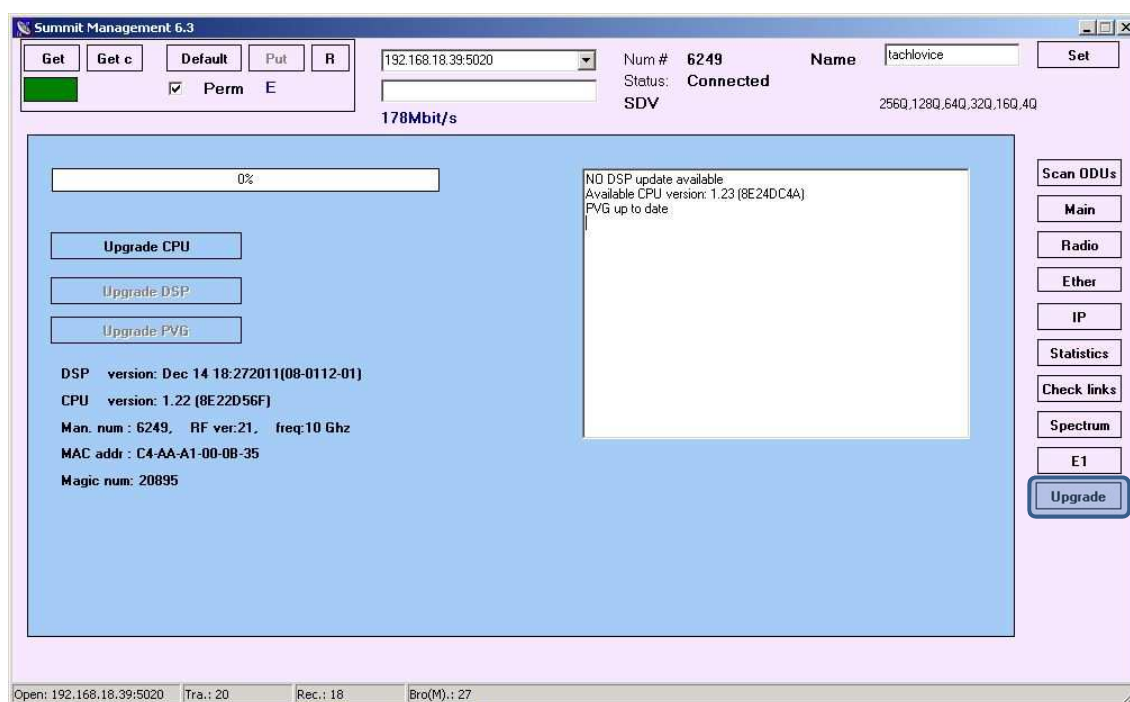 Summit Management 6.3
Get Get c Default Put R
Perm E
192.168.18.39:5020
178Mbit/s
Num # 6249 Name tachlovice Set
Status: Connected
SDV 256Q,128Q,64Q,32Q,16Q,4Q
0%
NO DSP update available
Available CPU version: 1.23 (8E24DC4A)
PVG up to date
Upgrade CPU
Upgrade DSP
Upgrade PVG
DSP version: Dec 14 18:272011(08-0112-01)
CPU version: 1.22 (8E22D56F)
Man. num : 6249, RF ver:21, freq:10 Ghz
MAC addr : C4-AA-A1-00-0B-35
Magic num: 20895
Scan ODUs
Main
Radio
Ether
IP
Statistics
Check links
Spectrum
E1
Upgrade
Open: 192.168.18.39:5020 Tra.: 20 Rec.: 18 Bro(M).: 27